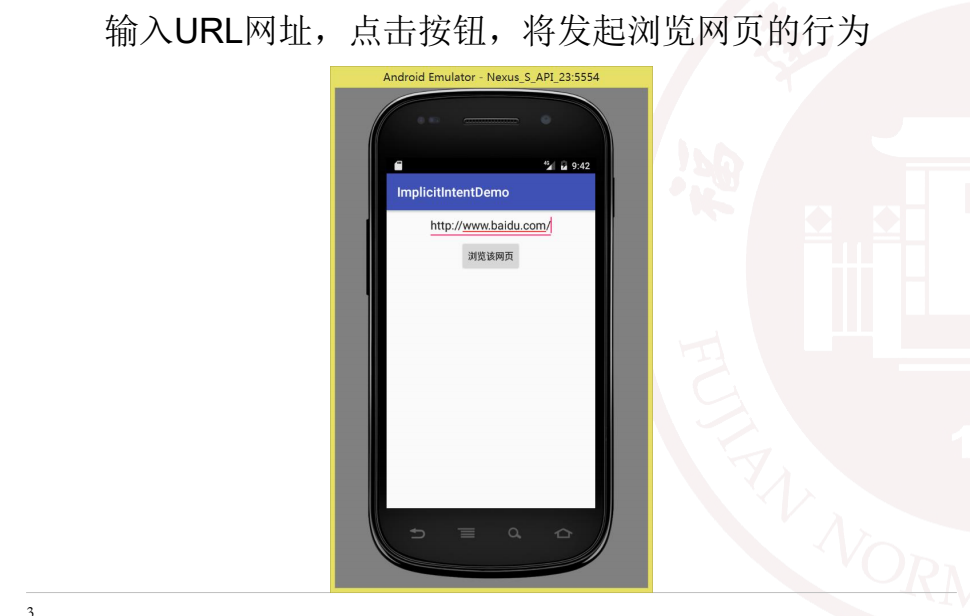 输入URL网址，点击按钮，将发起浏览网页的行为
Android Emulator - Nexus_S_API_23:5554
9:42
ImplicitIntentDemo
http://www.baidu.com/
浏览该网页
FUJIAN NORM
3